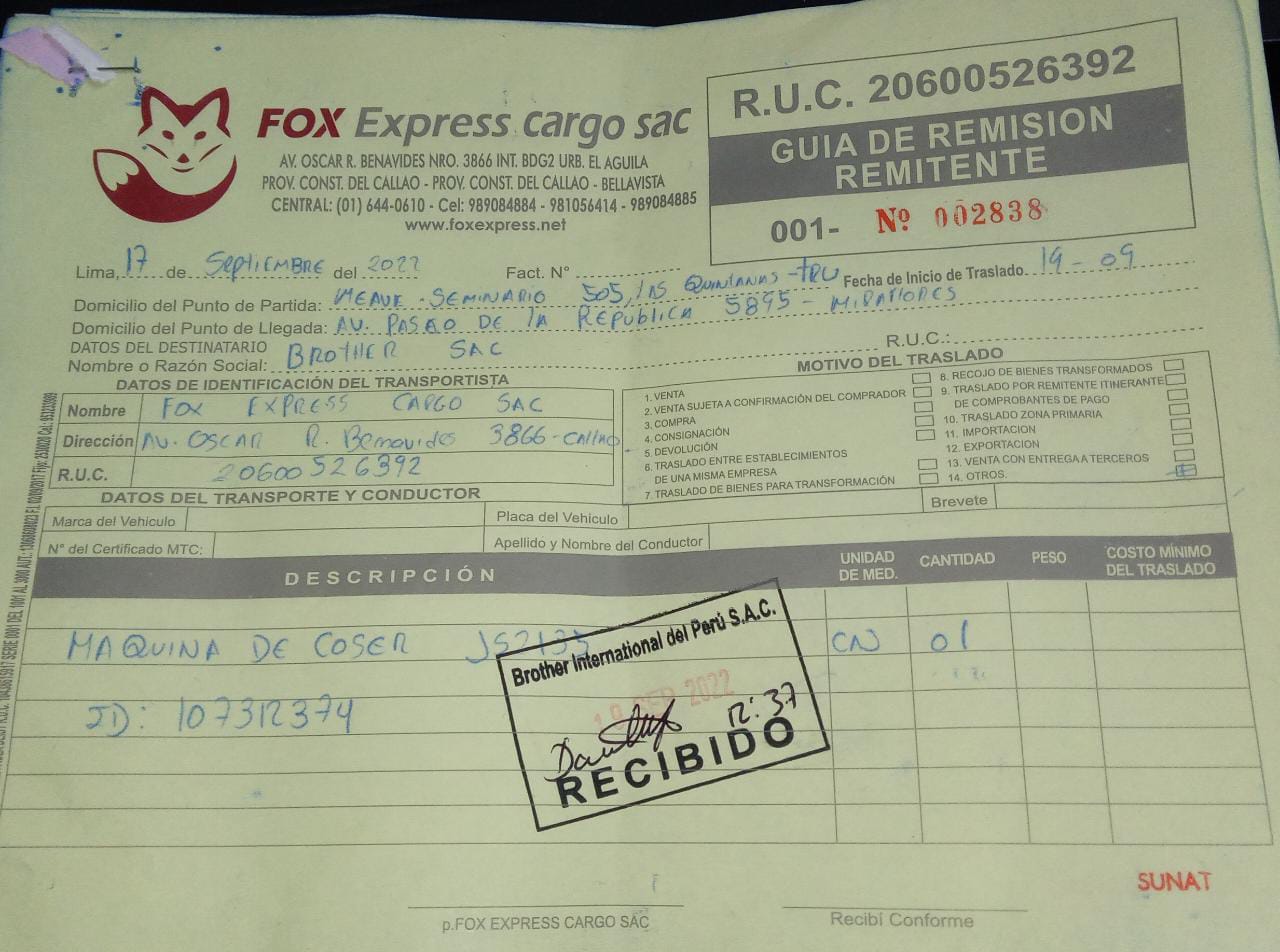 FOX Express cargo sac
AV. OSCAR R. BENAVIDES NRO. 3866 INT. BDG2 URB. EL AGUILA
PROV. CONST. DEL CALLAO - PROV. CONST. DEL CALLAO - BELLAVISTA
CENTRAL: (01) 644-0610 - Cel: 989084884 - 981056414 - 989084885
www.foxexpress.net
R.U.C. 20600526392
GUIA DE REMISION
REMITENTE
001- Nº 002838
Lima, 17 de SEPTIEMBRE del 2022 Fact. N° Fecha de Inicio de Traslado 19-09
Domicilio del Punto de Partida: MEAVE - SEMINARIO 505, LAS QUINTANAS - TRU
Domicilio del Punto de Llegada: AV. PASEO DE LA REPUBLICA 5895 - MIRAFLORES
DATOS DEL DESTINATARIO
Nombre o Razón Social: BROTHER SAC R.U.C.:
DATOS DE IDENTIFICACIÓN DEL TRANSPORTISTA
Nombre FOX EXPRESS CARGO SAC
Dirección AV. OSCAR R. Benavides 3866 - CALLAO
R.U.C. 20600526392
MOTIVO DEL TRASLADO
1. VENTA
2. VENTA SUJETA A CONFIRMACIÓN DEL COMPRADOR
3. COMPRA
4. CONSIGNACIÓN
5. DEVOLUCIÓN
6. TRASLADO ENTRE ESTABLECIMIENTOS
DE UNA MISMA EMPRESA
7. TRASLADO DE BIENES PARA TRANSFORMACIÓN
8. RECOJO DE BIENES TRANSFORMADOS
9. TRASLADO POR REMITENTE ITINERANTE
DE COMPROBANTES DE PAGO
10. TRASLADO ZONA PRIMARIA
11. IMPORTACION
12. EXPORTACION
13. VENTA CON ENTREGA A TERCEROS
14. OTROS.
DATOS DEL TRANSPORTE Y CONDUCTOR
Marca del Vehiculo Placa del Vehículo Brevete
N° del Certificado MTC: Apellido y Nombre del Conductor
DESCRIPCIÓN UNIDAD DE MED. CANTIDAD PESO COSTO MÍNIMO DEL TRASLADO
MAQUINA DE COSER JS2135 CN 01
JD: 107312374
Brother International del Perú S.A.C.
19 SEP 2022
12:37
RECIBIDO
SUNAT
p.FOX EXPRESS CARGO SAC Recibí Conforme